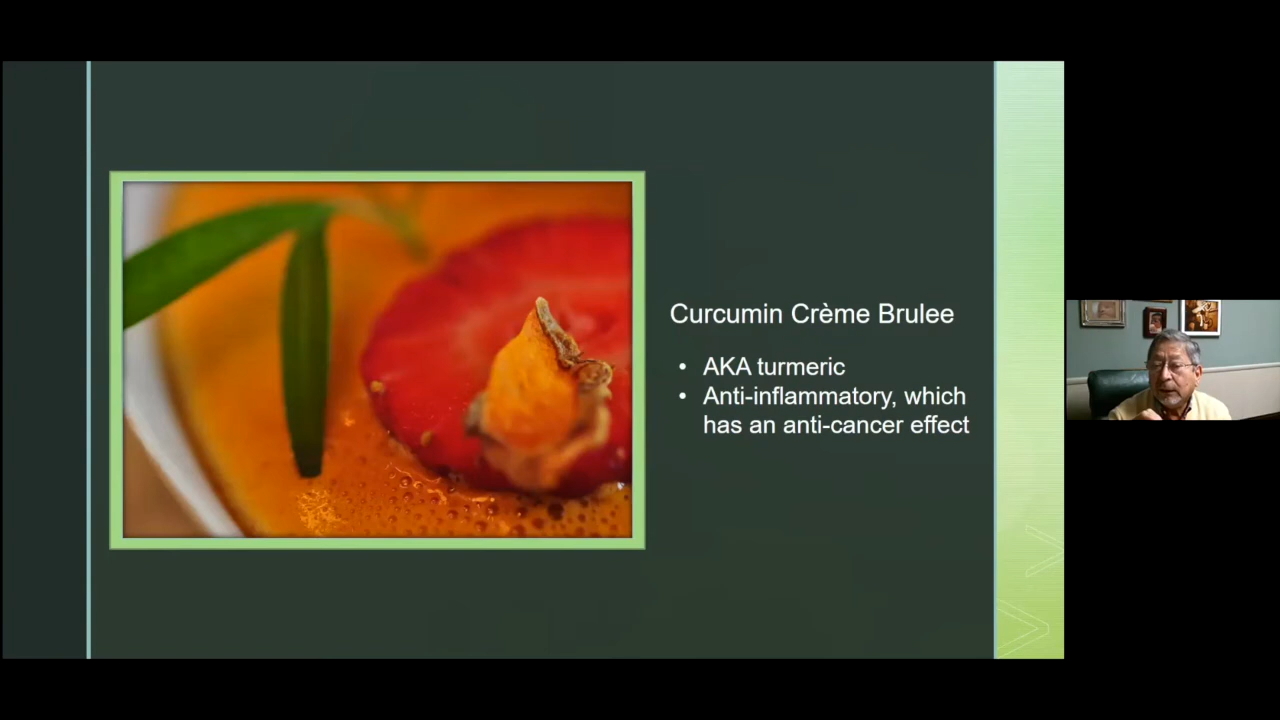 Curcumin Crème Brulee
• AKA turmeric
• Anti-inflammatory, which
has an anti-cancer effect